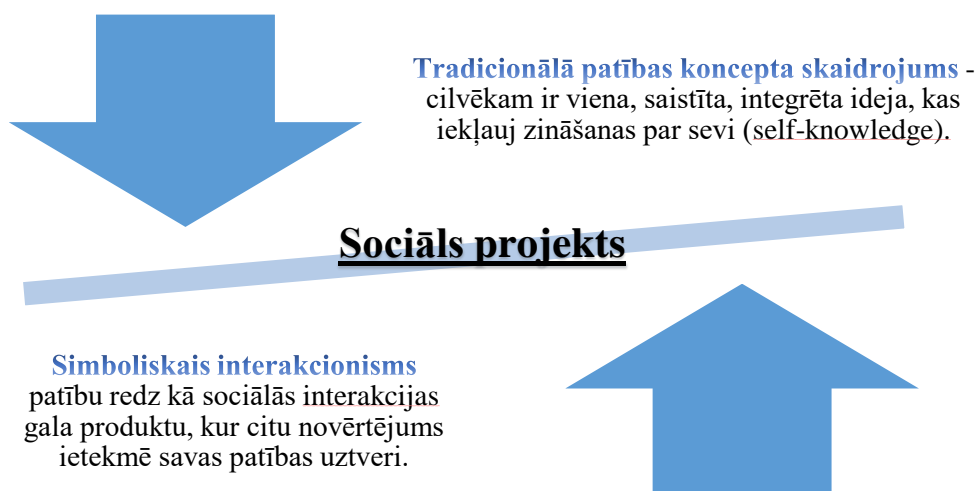 Tradicionālā patības koncepta skaidrojums -
cilvēkam ir viena, saistīta, integrēta ideja, kas
iekļauj zināšanas par sevi (self-knowledge).
Sociāls projekts
Simboliskais interakcionisms
patību redz kā sociālās interakcijas
gala produktu, kur citu novērtējums
ietekmē savas patības uztveri.